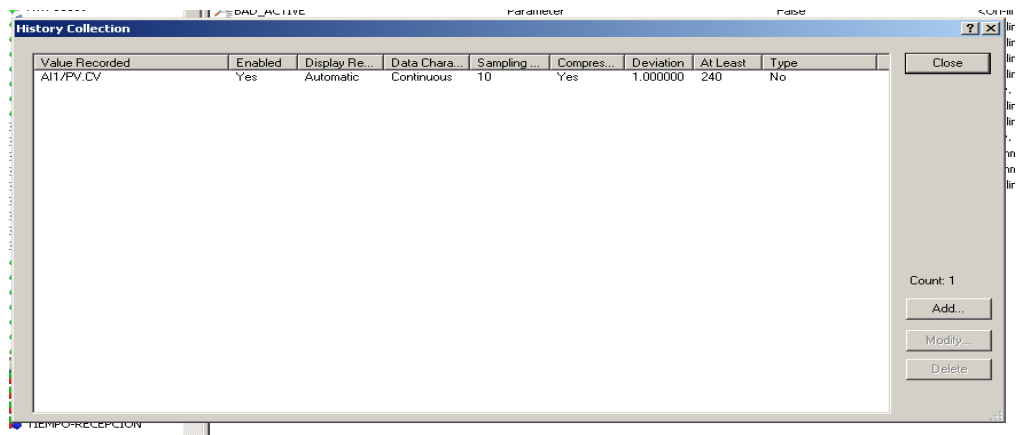 BAD_ACTIVE Parameter False <On-lin
History Collection
Value Recorded Enabled Display Re... Data Chara... Sampling ... Compres... Deviation At Least Type
AI1/PV.CV Yes Automatic Continuous 10 Yes 1.000000 240 No
Close
Count: 1
Add...
Modify...
Delete
TIEMPO-RECEPCION